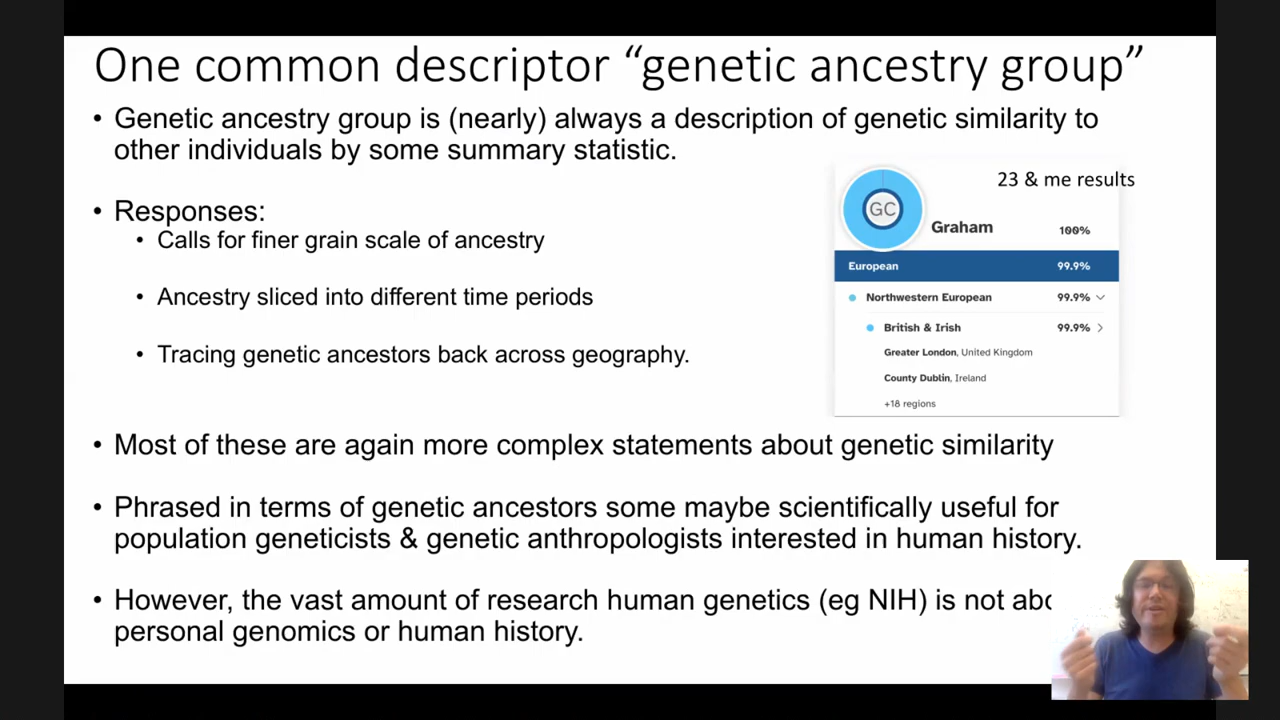 One common descriptor “genetic ancestry group”
• Genetic ancestry group is (nearly) always a description of genetic similarity to
other individuals by some summary statistic.
• Responses:
• Calls for finer grain scale of ancestry
• Ancestry sliced into different time periods
• Tracing genetic ancestors back across geography.
23 & me results
GC
Graham 100%
European 99.9%
Northwestern European 99.9%
British & Irish 99.9%
Greater London, United Kingdom
County Dublin, Ireland
+18 regions
• Most of these are again more complex statements about genetic similarity
• Phrased in terms of genetic ancestors some maybe scientifically useful for
population geneticists & genetic anthropologists interested in human history.
• However, the vast amount of research human genetics (eg NIH) is not
personal genomics or human history.